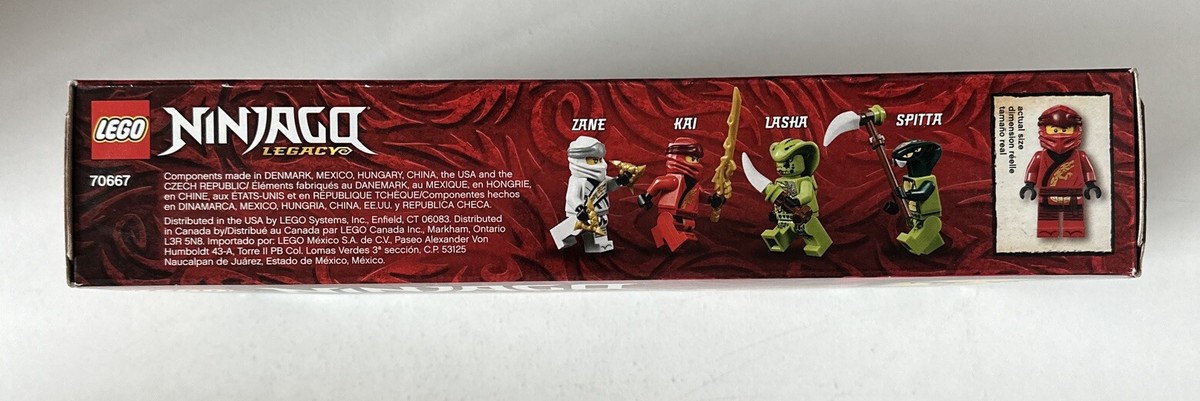 LEGO
NINJAGO
LEGACY
70667
Components made in DENMARK, MEXICO, HUNGARY, CHINA, the USA and the
CZECH REPUBLIC/ Éléments fabriqués au DANEMARK, au MEXIQUE, en HONGRIE,
en CHINE, aux ÉTATS-UNIS et en RÉPUBLIQUE TCHÈQUE/Componentes hechos
en DINAMARCA, MEXICO, HUNGRIA, CHINA, EE.UU. y REPUBLICA CHECA.
Distributed in the USA by LEGO Systems, Inc., Enfield, CT 06083. Distributed
in Canada by/Distribué au Canada par LEGO Canada Inc., Markham, Ontario
L3R 5N8. Importado por: LEGO México S.A. de C.V., Paseo Alexander Von
Humboldt 43-A, Torre II PB Col. Lomas Verdes 3ª sección, C.P. 53125
Naucalpan de Juárez, Estado de México, México.
ZANE
KAI
LASHA
SPITTA
actual size
dimension réelle
tamaño real
NINJAGO